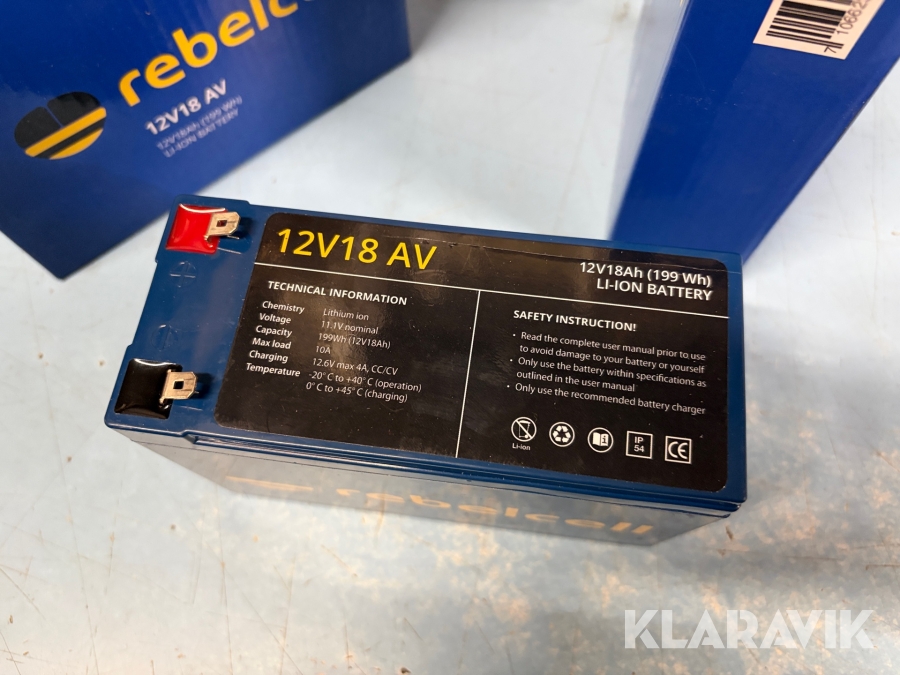 rebelcell
12V18 AV
12V18Ah (199 Wh)
LI-ION BATTERY
12V18 AV
12V18Ah (199 Wh)
LI-ION BATTERY
TECHNICAL INFORMATION
Chemistry Lithium ion
Voltage 11.1V nominal
Capacity 199Wh (12V18Ah)
Max load 10A
Charging 12.6V max 4A, CC/CV
Temperature -20° C to +40° C (operation)
0° C to +45° C (charging)
SAFETY INSTRUCTION!
• Read the complete user manual prior to use
to avoid damage to your battery or yourself
• Only use the battery within specifications as
outlined in the user manual
• Only use the recommended battery charger
Li-ion
IP
54
CE
rebelcell
KLARAVIK